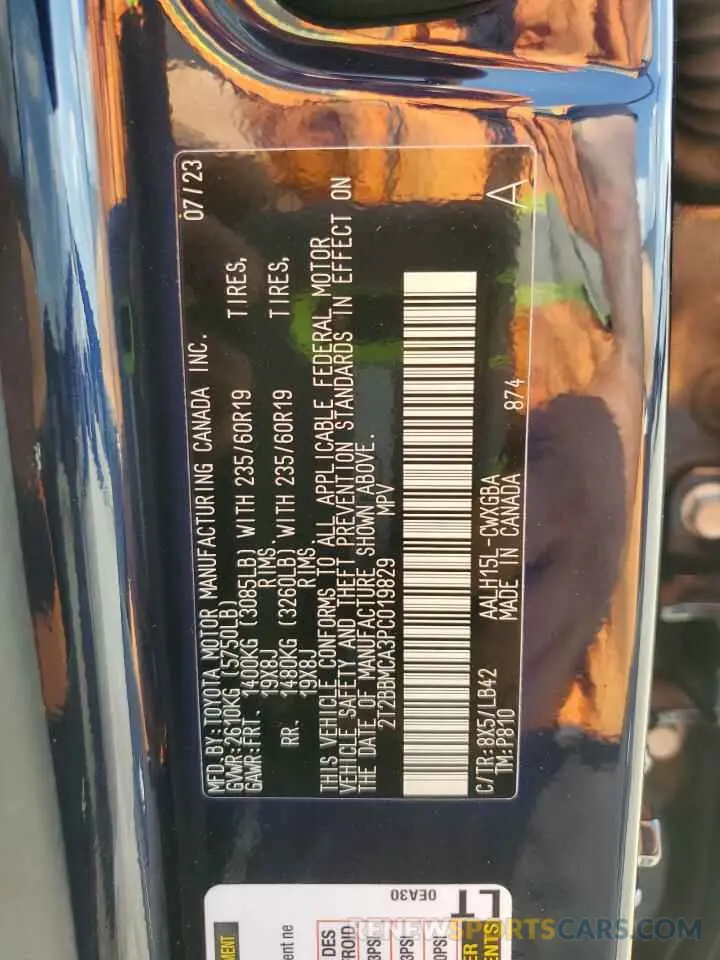 MFD.BY:TOYOTA MOTOR MANUFACTURING CANADA INC. 07/23
GVWR:2610KG (5750LB)
GAWR:FRT. 1400KG (3085LB) WITH 235/60R19 TIRES,
19X8J RIMS,
RR. 1480KG (3260LB) WITH 235/60R19 TIRES,
19X8J RIMS
THIS VEHICLE CONFORMS TO ALL APPLICABLE FEDERAL MOTOR
VEHICLE SAFETY AND THEFT PREVENTION STANDARDS IN EFFECT ON
THE DATE OF MANUFACTURE SHOWN ABOVE.
2T2BBMCA3PC019829 MPV
C/TR:8X5/LB42 AALH15L-CWXGBA
TM:P810 MADE IN CANADA 874 A
0EA30
LT
DES
RENEWSPORTSCARS.COM